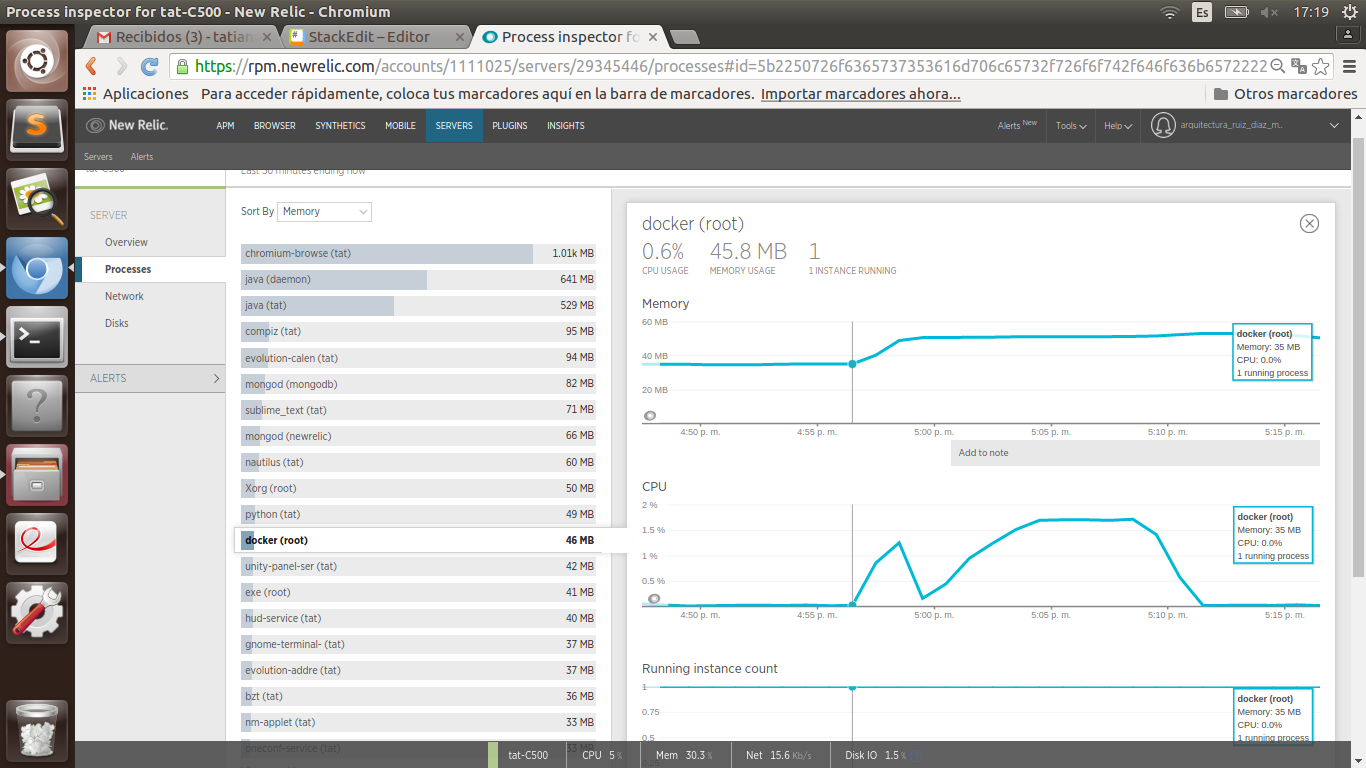 Process inspector for tat-C500 - New Relic - Chromium
Es
17:19
Recibidos (3) - tatian
StackEdit – Editor
Process inspector fo
https://rpm.newrelic.com/accounts/1111025/servers/29345446/processes#id=5b2250726f6365737353616d706c65732f726f6f742f646f636b6572222
Aplicaciones
Para acceder rápidamente, coloca tus marcadores aquí en la barra de marcadores.
Importar marcadores ahora...
Otros marcadores
New Relic.
APM
BROWSER
SYNTHETICS
MOBILE
SERVERS
PLUGINS
INSIGHTS
Alerts New
Tools
Help
arquitectura_ruiz_diaz_m..
Servers
Alerts
tat-C500
Last 30 minutes ending now
SERVER
Overview
Processes
Network
Disks
ALERTS
Sort By
Memory
chromium-browse (tat) 1.01k MB
java (daemon) 641 MB
java (tat) 529 MB
compiz (tat) 95 MB
evolution-calen (tat) 94 MB
mongod (mongodb) 82 MB
sublime_text (tat) 71 MB
mongod (newrelic) 66 MB
nautilus (tat) 60 MB
Xorg (root) 50 MB
python (tat) 49 MB
docker (root) 46 MB
unity-panel-ser (tat) 42 MB
exe (root) 41 MB
hud-service (tat) 40 MB
gnome-terminal- (tat) 37 MB
evolution-addre (tat) 37 MB
bzt (tat) 36 MB
nm-applet (tat) 33 MB
oneconf-service (tat) 33 MB
docker (root)
0.6% 45.8 MB 1
CPU USAGE MEMORY USAGE 1 INSTANCE RUNNING
Memory
60 MB
40 MB
20 MB
docker (root)
Memory: 35 MB
CPU: 0.0%
1 running process
4:50 p. m. 4:55 p. m. 5:00 p. m. 5:05 p. m. 5:10 p. m. 5:15 p. m.
Add to note
CPU
2 %
1.5 %
1 %
0.5 %
docker (root)
Memory: 35 MB
CPU: 0.0%
1 running process
4:50 p. m. 4:55 p. m. 5:00 p. m. 5:05 p. m. 5:10 p. m. 5:15 p. m.
Running instance count
1
0.75
0.5
docker (root)
Memory: 35 MB
CPU: 0.0%
1 running process
tat-C500
CPU 5 %
Mem 30.3 %
Net 15.6 Kb/s
Disk IO 1.5 %